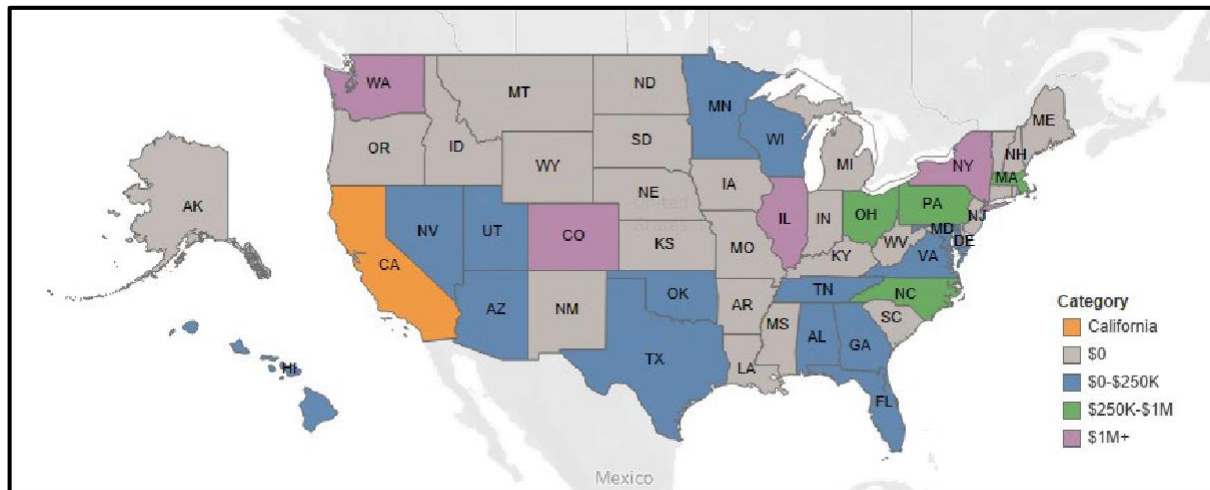 WA
MT
ND
MN
ME
OR
ID
SD
WI
MI
NH
NY
WY
MA
IA
NE
PA
AK
United
States
IL
IN
OH
NJ
NV
UT
CO
MD
DE
KS
MO
WV
VA
KY
CA
TN
NC
OK
AZ
NM
AR
SC
MS
AL
GA
TX
HI
LA
FL
Mexico
Category
California
$0
$0-$250K
$250K-$1M
$1M+